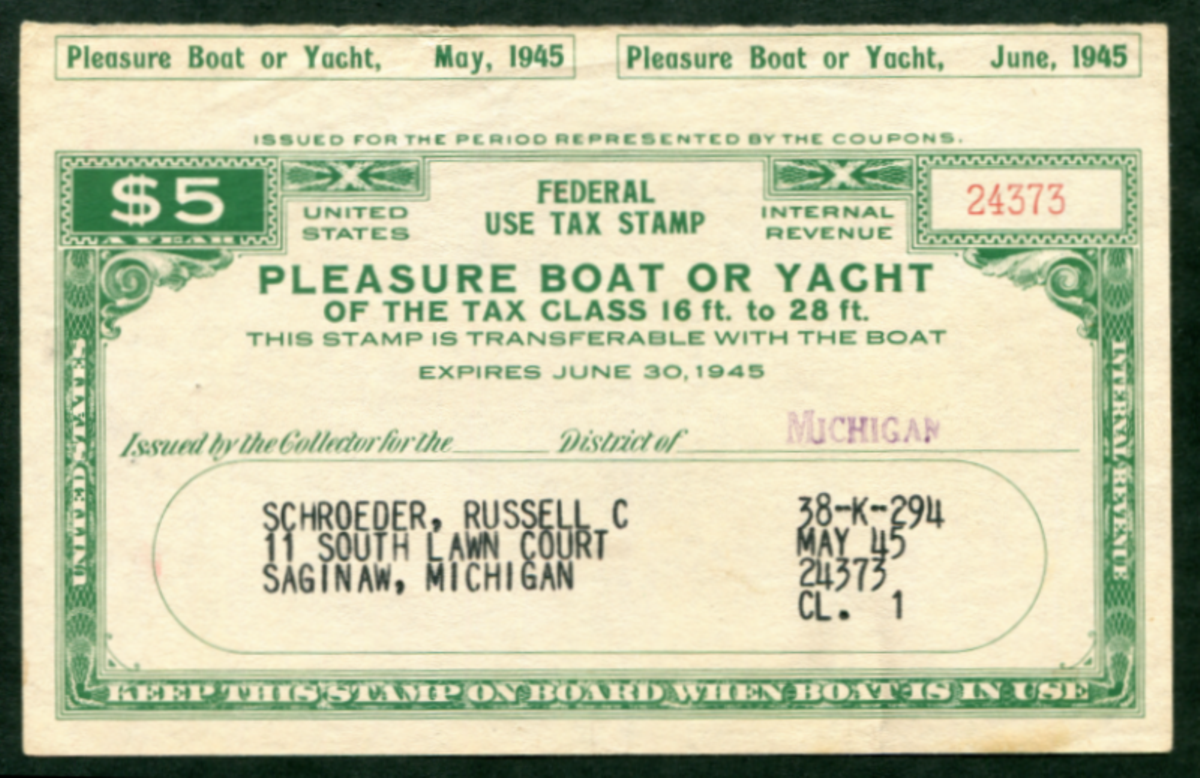 Pleasure Boat or Yacht, May, 1945
Pleasure Boat or Yacht, June, 1945
ISSUED FOR THE PERIOD REPRESENTED BY THE COUPONS.
$5
A YEAR
UNITED STATES
FEDERAL
USE TAX STAMP
INTERNAL REVENUE
24373
PLEASURE BOAT OR YACHT
OF THE TAX CLASS 16 ft. to 28 ft.
THIS STAMP IS TRANSFERABLE WITH THE BOAT
EXPIRES JUNE 30, 1945
UNITED STATES
INTERNAL REVENUE
Issued by the Collector for the District of MICHIGAN
SCHROEDER, RUSSELL C 38-K-294
11 SOUTH LAWN COURT MAY 45
SAGINAW, MICHIGAN 24373
CL. 1
KEEP THIS STAMP ON BOARD WHEN BOAT IS IN USE